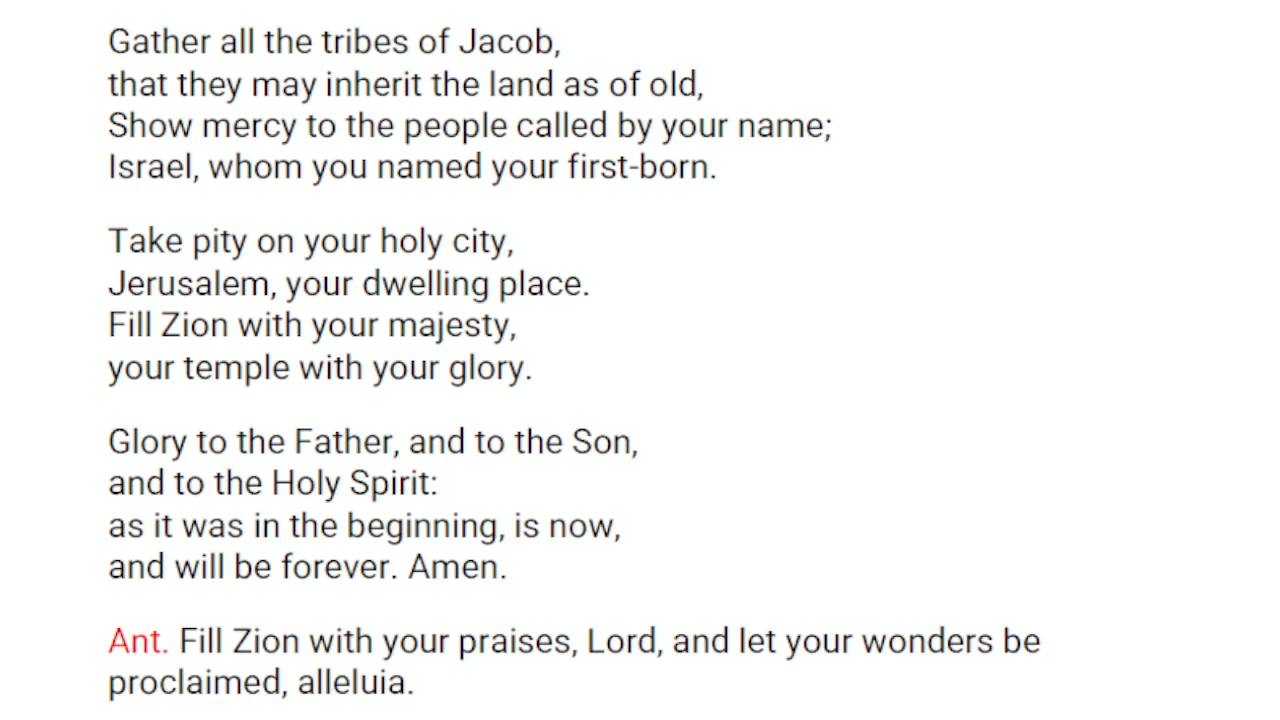 Gather all the tribes of Jacob,
that they may inherit the land as of old,
Show mercy to the people called by your name;
Israel, whom you named your first-born.
Take pity on your holy city,
Jerusalem, your dwelling place.
Fill Zion with your majesty,
your temple with your glory.
Glory to the Father, and to the Son,
and to the Holy Spirit:
as it was in the beginning, is now,
and will be forever. Amen.
Ant. Fill Zion with your praises, Lord, and let your wonders be
proclaimed, alleluia.